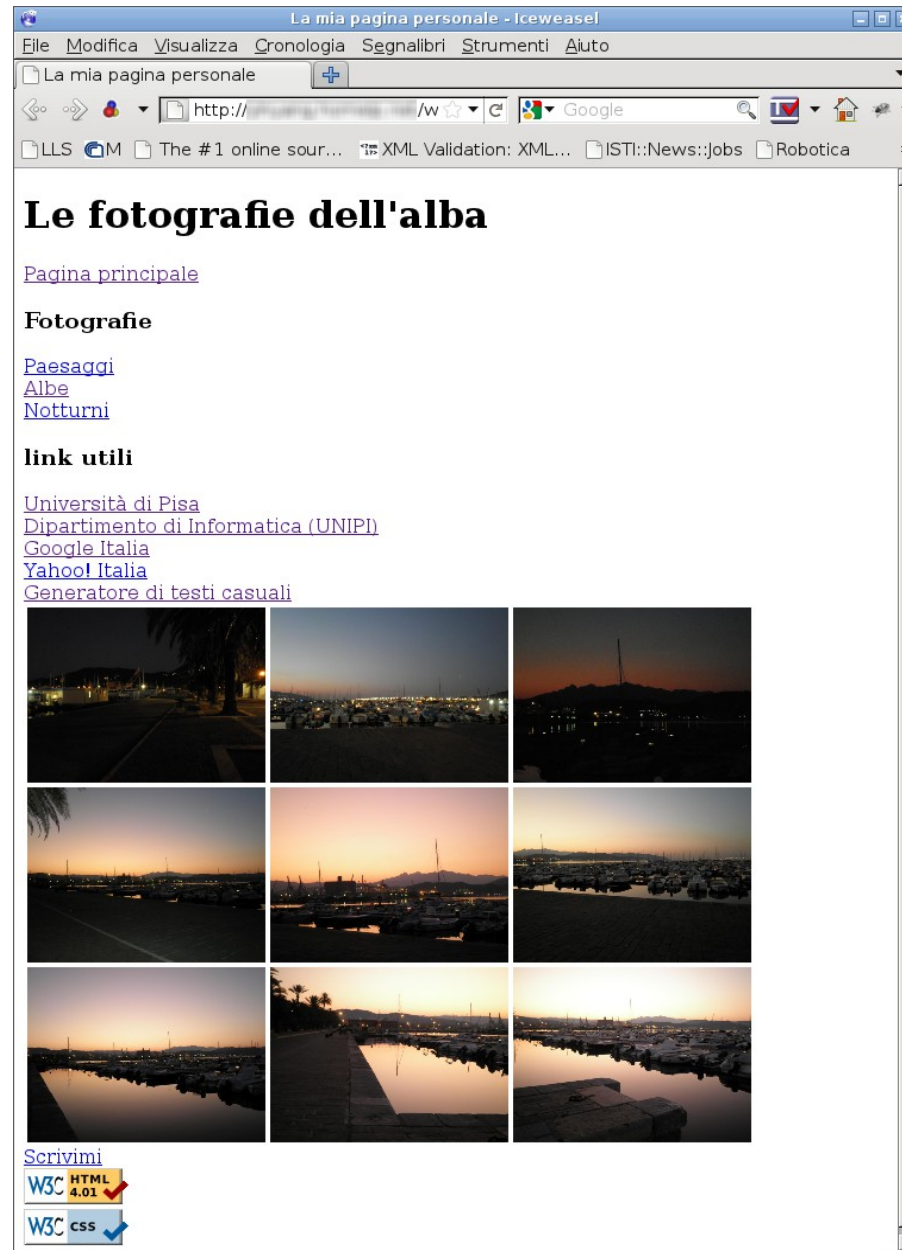 La mia pagina personale - Iceweasel
File Modifica Visualizza Cronologia Segnalibri Strumenti Aiuto
La mia pagina personale
http:// /w Google
LLS M The #1 online sour... XML Validation: XML... ISTI::News::Jobs Robotica
Le fotografie dell'alba
Pagina principale
Fotografie
Paesaggi
Albe
Notturni
link utili
Università di Pisa
Dipartimento di Informatica (UNIPI)
Google Italia
Yahoo! Italia
Generatore di testi casuali
Scrivimi
W3C HTML 4.01
W3C css